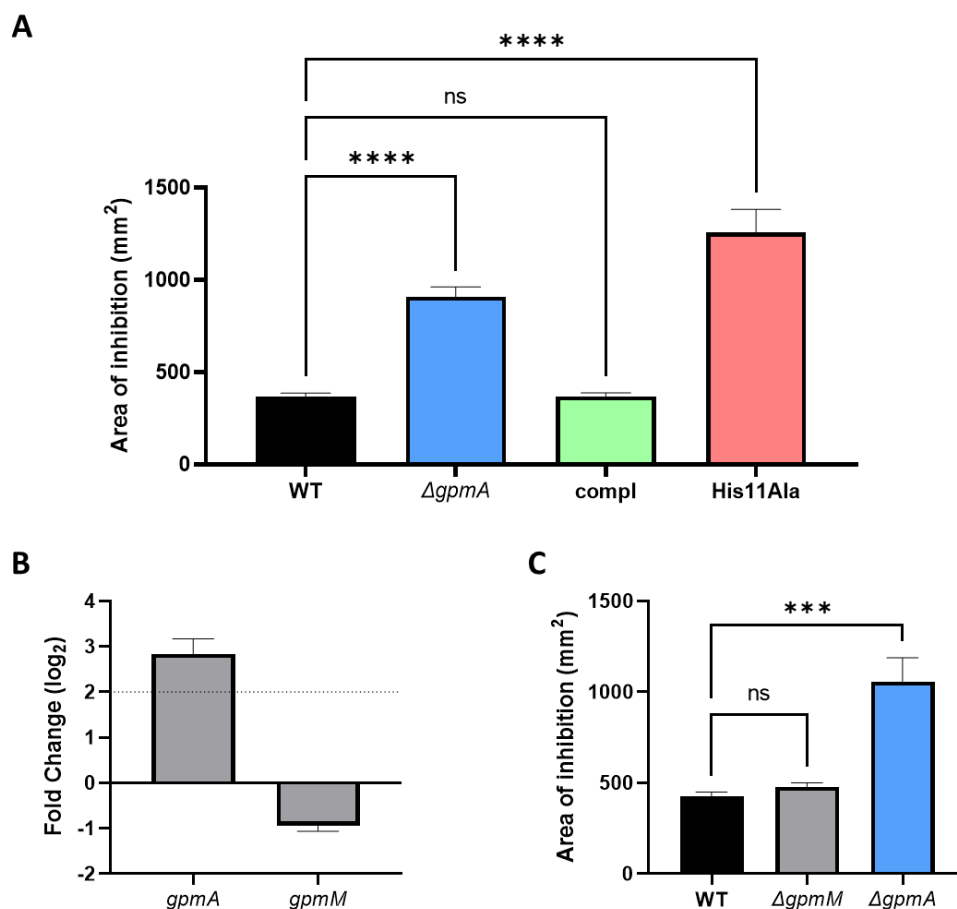 A
****
ns
****
Area of inhibition (mm²)
1500
1000
500
0
WT
ΔgpmA
compl
His11Ala
B
Fold Change (log₂)
4
3
2
1
0
-1
-2
gpmA
gpmM
C
Area of inhibition (mm²)
1500
1000
500
0
***
ns
WT
ΔgpmM
ΔgpmA